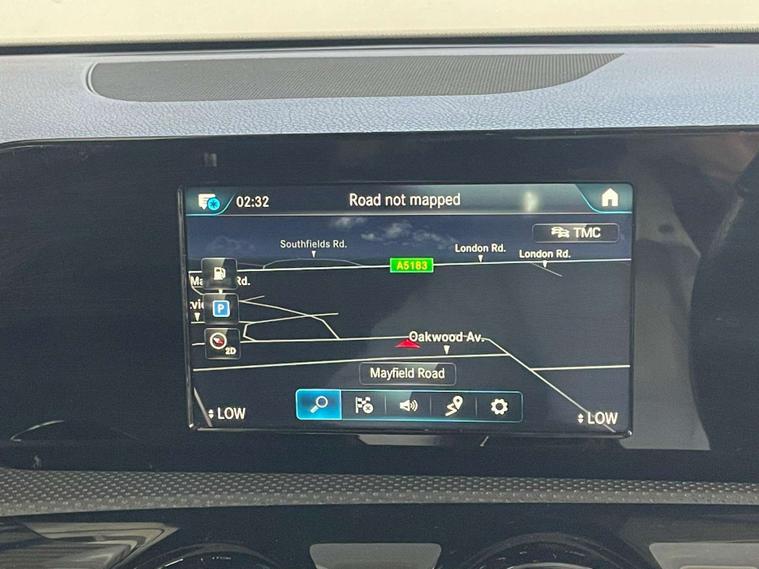 02:32
Road not mapped
TMC
Southfields Rd.
London Rd.
London Rd.
A5183
Rd.
P
2D
Oakwood Av.
Mayfield Road
LOW
LOW